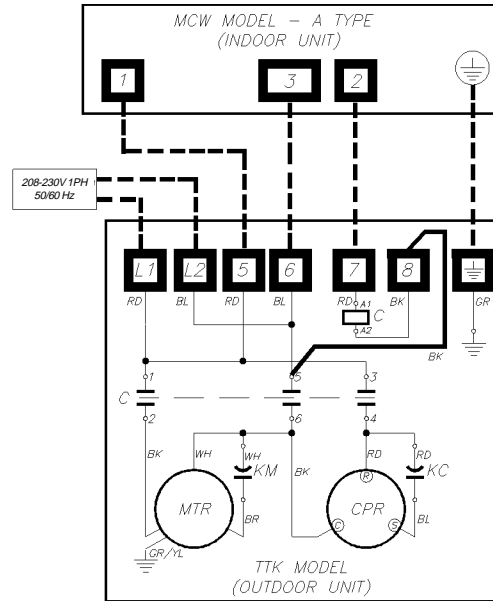 MCW MODEL - A TYPE
(INDOOR UNIT)
1
3
2
208-230V 1PH
50/60 Hz
L1
L2
5
6
7
8
RD
BL
RD
BL
RD
A1
C
A2
BK
GR
BK
1
5
3
C
2
6
4
BK
WH
WH
KM
BK
RD
RD
KC
R
MTR
BR
CPR
C
S
BL
GR/YL
TTK MODEL
(OUTDOOR UNIT)